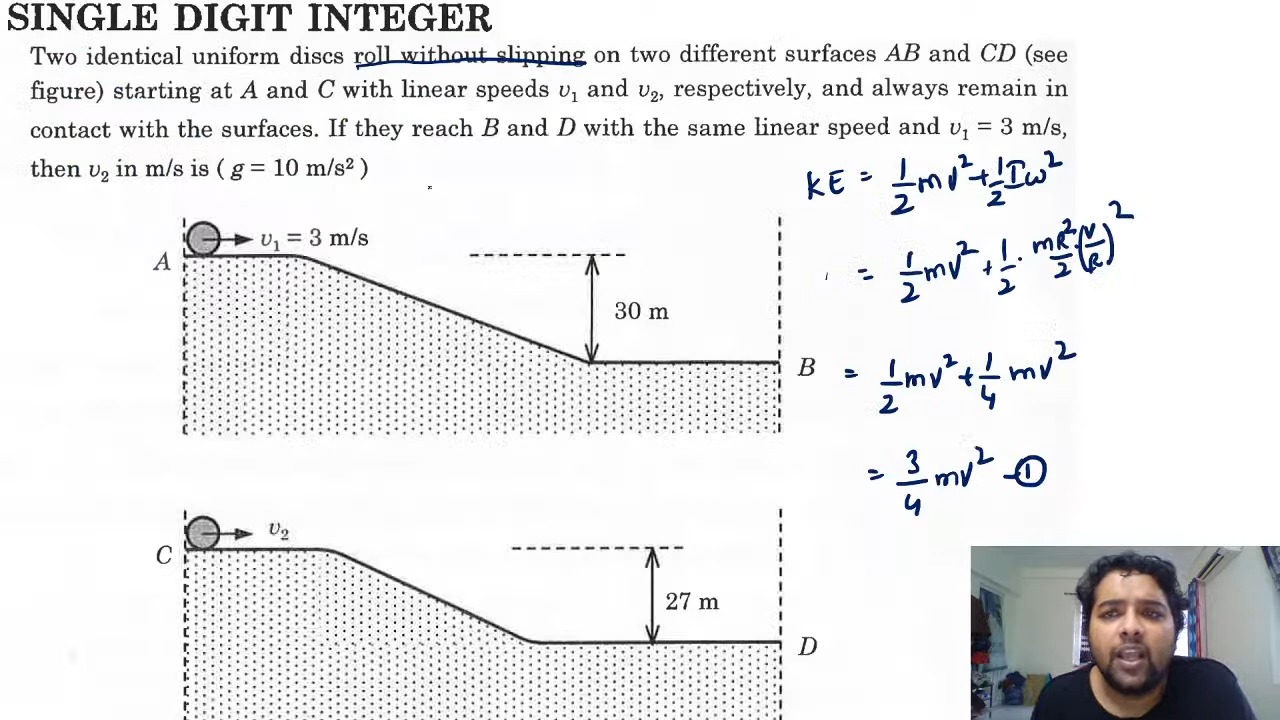 SINGLE DIGIT INTEGER
Two identical uniform discs roll without slipping on two different surfaces AB and CD (see
figure) starting at A and C with linear speeds v₁ and v₂, respectively, and always remain in
contact with the surfaces. If they reach B and D with the same linear speed and v₁ = 3 m/s,
then v₂ in m/s is ( g = 10 m/s² )
KE = 1/2 mv² + 1/2 Iω²
= 1/2 mv² + 1/2 · mR²/2 (v/R)²
= 1/2 mv² + 1/4 mv²
= 3/4 mv² – ①
v₁ = 3 m/s
A
30 m
B
v₂
C
27 m
D